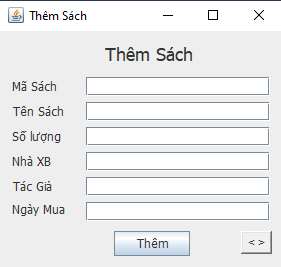 Thêm Sách
Thêm Sách
Mã Sách
Tên Sách
Số lượng
Nhà XB
Tác Giả
Ngày Mua
Thêm
< >